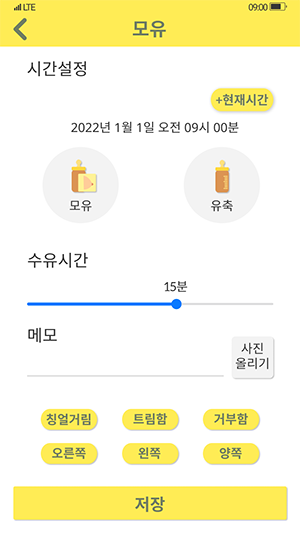 LTE 09:00
모유
시간설정
+현재시간
2022년 1월 1일 오전 09시 00분
모유 유축
수유시간
15분
메모
사진
올리기
칭얼거림 트림함 거부함
오른쪽 왼쪽 양쪽
저장